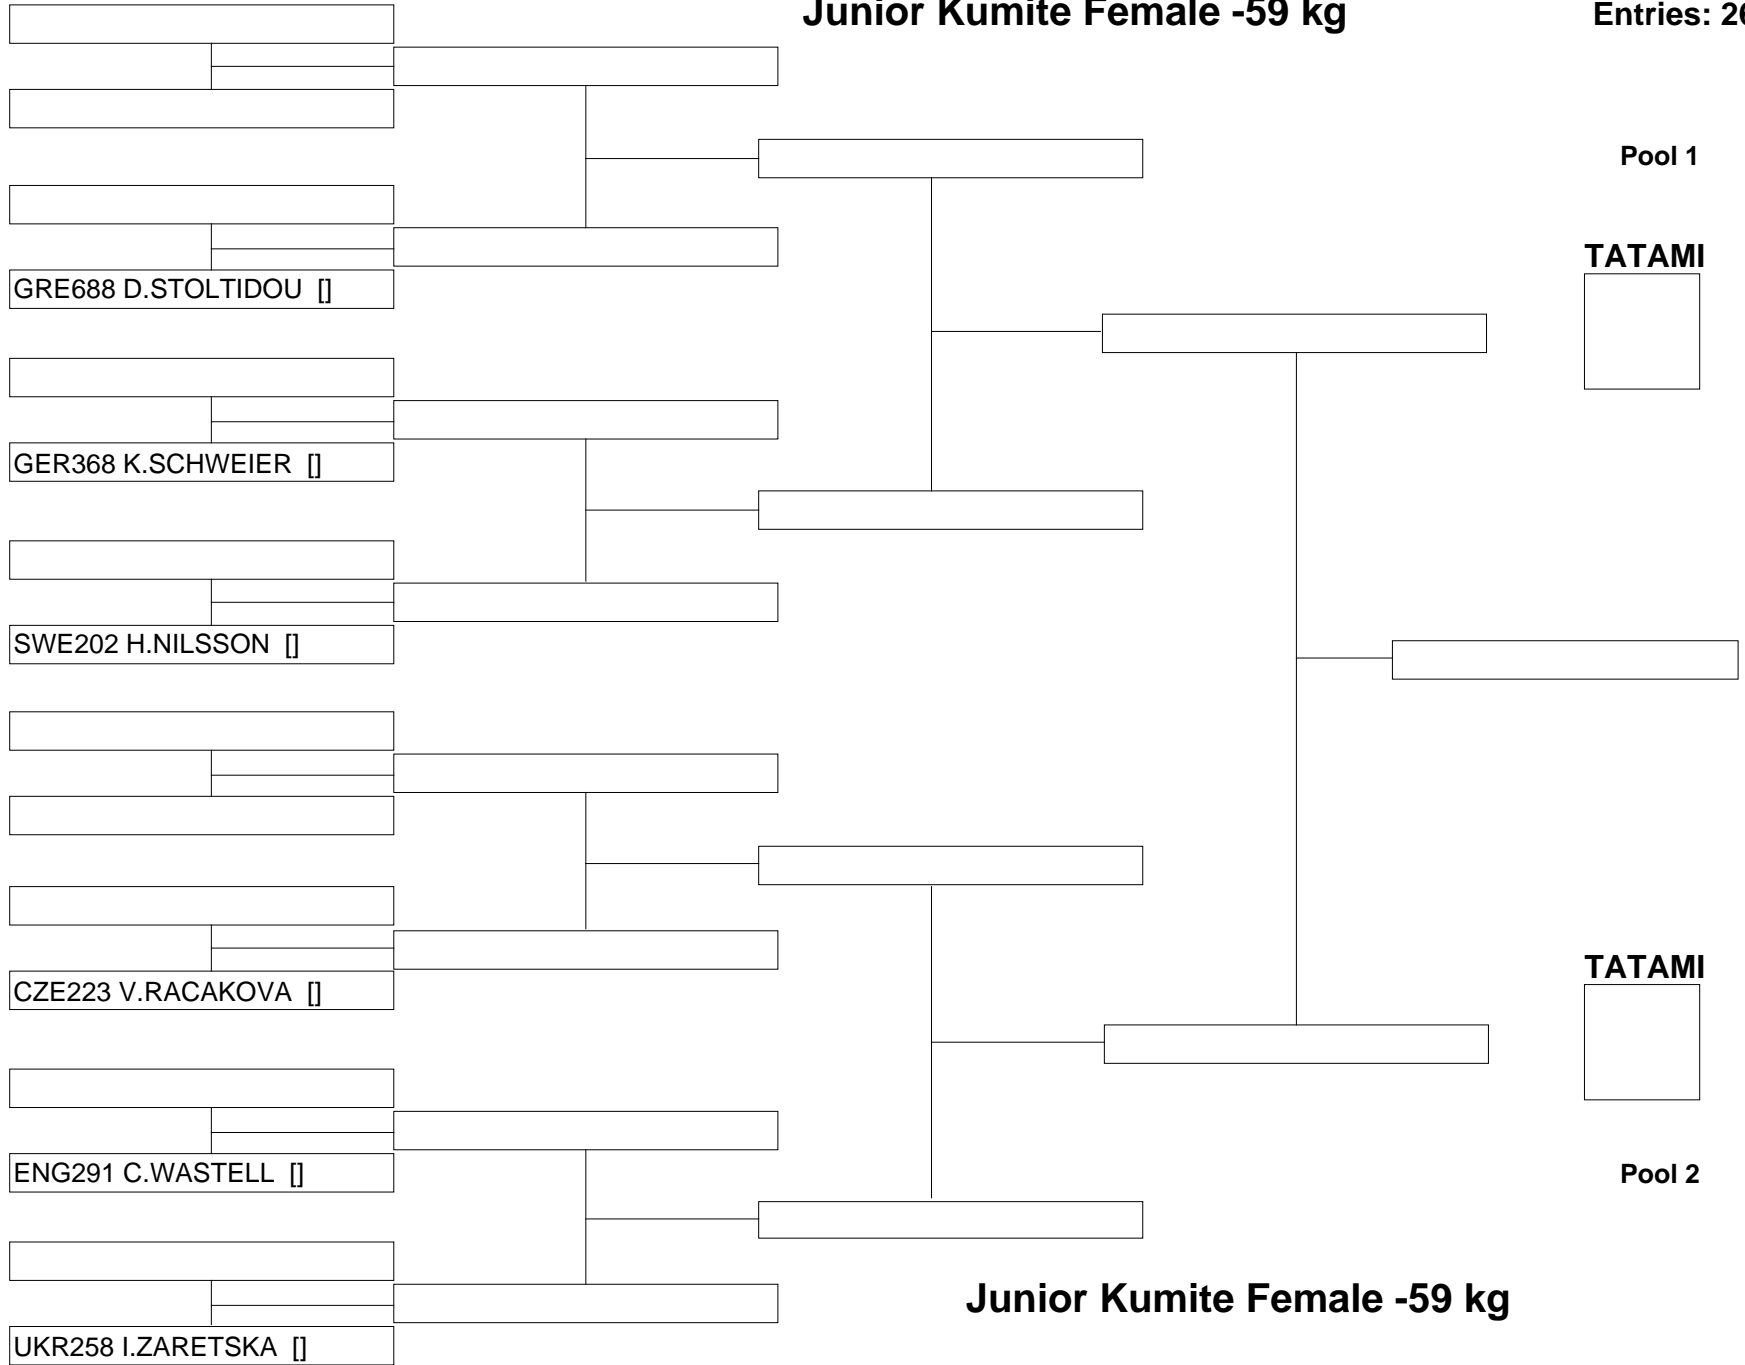 Junior Kumite Female -59 kg
Entries: 26
Pool 1
TATAMI
GRE688 D.STOLTIDOU []
GER368 K.SCHWEIER []
SWE202 H.NILSSON []
CZE223 V.RACAKOVA []
TATAMI
ENG291 C.WASTELL []
Pool 2
Junior Kumite Female -59 kg
UKR258 I.ZARETSKA []